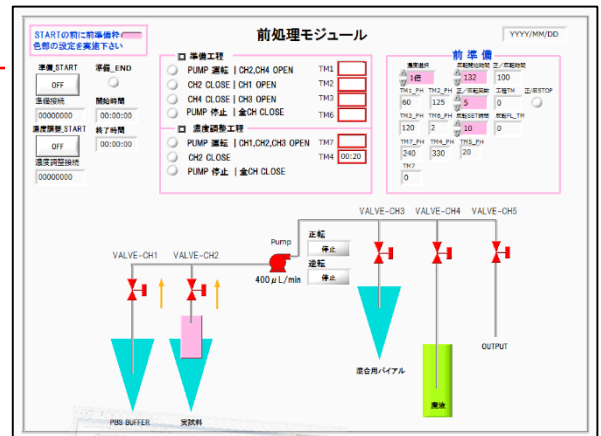 STARTの前に前準備枠
色部の設定を実施下さい
前処理モジュール
YYYY/MM/DD
準備_START
準備_END
OFF
準備接続
開始時間
00000000
00:00:00
濃度調整_START
終了時間
OFF
00:00:00
濃度調整接続
00000000
準備工程
PUMP 運転 | CH2,CH4 OPEN
TM1
CH2 CLOSE | CH1 OPEN
TM2
CH4 CLOSE | CH3 OPEN
TM3
PUMP 停止 | 全CH CLOSE
TM6
濃度調整工程
PUMP 運転 | CH1,CH2,CH3 OPEN
TM7
CH2 CLOSE
TM4
00:20
PUMP 停止 | 全CH CLOSE
前 準 備
濃度選択
反転開始時間
正/反転時間
1倍
132
100
TM1_PH
TM2_PH
正/反転回数
工程TM
正/反STOP
60
125
5
0
TM3_PH
TM6_PH
反転SET時間
反転FL_TM
120
2
10
0
TM7_PH
TM4_PH
TM5_PH
240
330
20
TM7
0
VALVE-CH3
VALVE-CH4
VALVE-CH5
正転
停止
Pump
逆転
停止
400μL/min
VALVE-CH1
VALVE-CH2
OUTPUT
混合用バイアル
廃液
PBS BUFFER
実試料